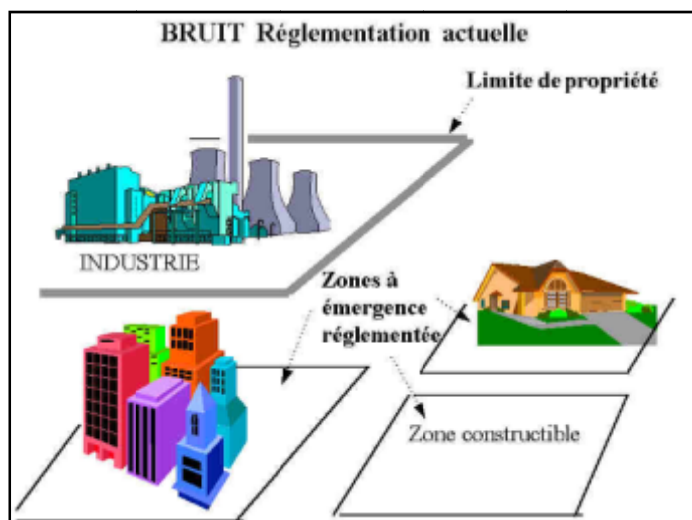 BRUIT Réglementation actuelle
Limite de propriété
INDUSTRIE
Zones à
émergence
réglementée
Zone constructible